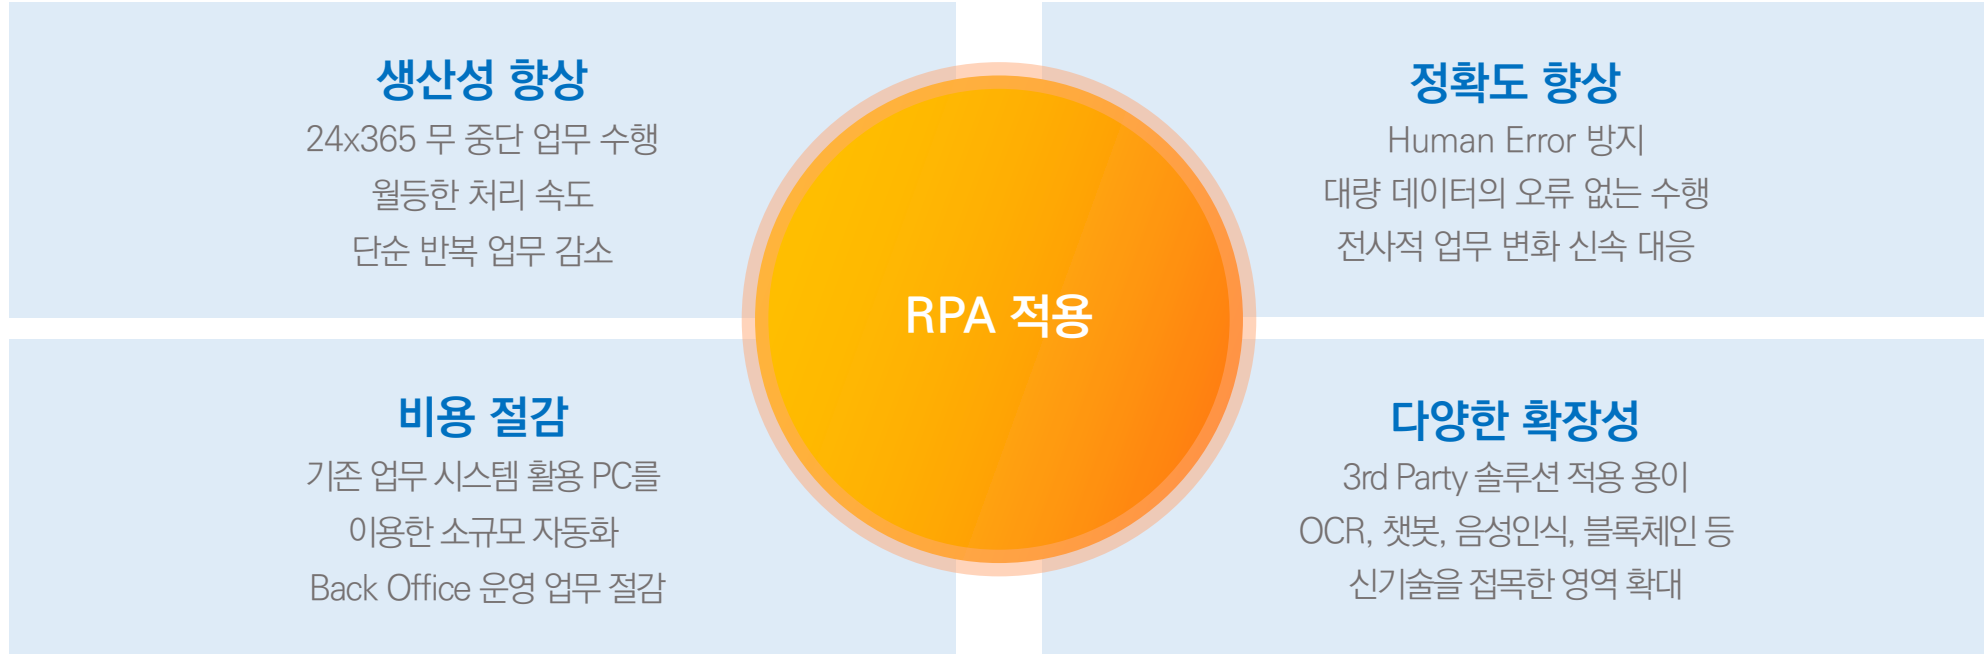 생산성 향상
24x365 무 중단 업무 수행
월등한 처리 속도
단순 반복 업무 감소
정확도 향상
Human Error 방지
대량 데이터의 오류 없는 수행
전사적 업무 변화 신속 대응
RPA 적용
비용 절감
기존 업무 시스템 활용 PC를
이용한 소규모 자동화
Back Office 운영 업무 절감
다양한 확장성
3rd Party 솔루션 적용 용이
OCR, 챗봇, 음성인식, 블록체인 등
신기술을 접목한 영역 확대